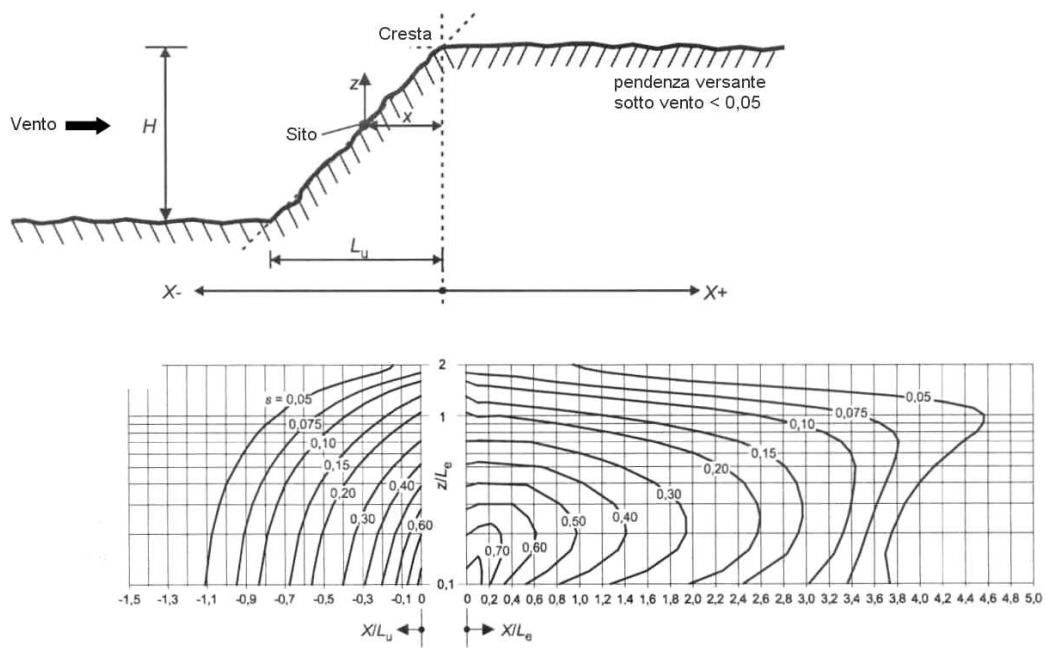 Cresta
pendenza versante
sotto vento < 0,05
z
x
Vento
H
Sito
Lu
X- X+
2
s = 0,05
0,05
0,075
0,075
1
0,10
0,10
0,15
0,15
0,20
0,20
z/Le
0,40
0,30
0,30
0,50
0,40
0,60
0,60
0,70
0,1
-1,5 -1,3 -1,1 -0,9 -0,7 -0,5 -0,3 -0,1 0
0 0,2 0,4 0,6 0,8 1,0 1,2 1,4 1,6 1,8 2,0 2,2 2,4 2,6 2,8 3,0 3,2 3,4 3,6 3,8 4,0 4,2 4,4 4,6 4,8 5,0
X/Lu
X/Le